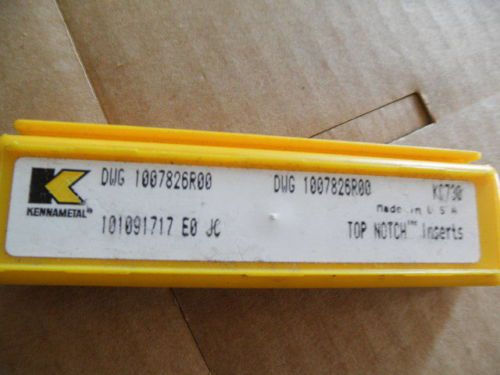 DWG 1007826R00 DWG 1007826R00 KC730
KENNAMETAL® Made in U S A
101091717 E0 JC TOP NOTCH™ Inserts